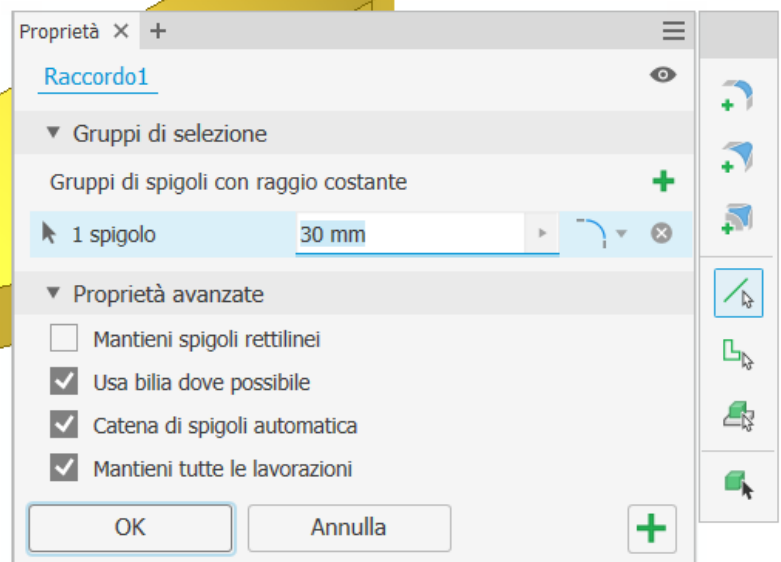 Proprietà
Raccordo1
Gruppi di selezione
Gruppi di spigoli con raggio costante
1 spigolo 30 mm
Proprietà avanzate
Mantieni spigoli rettilinei
Usa bilia dove possibile
Catena di spigoli automatica
Mantieni tutte le lavorazioni
OK Annulla